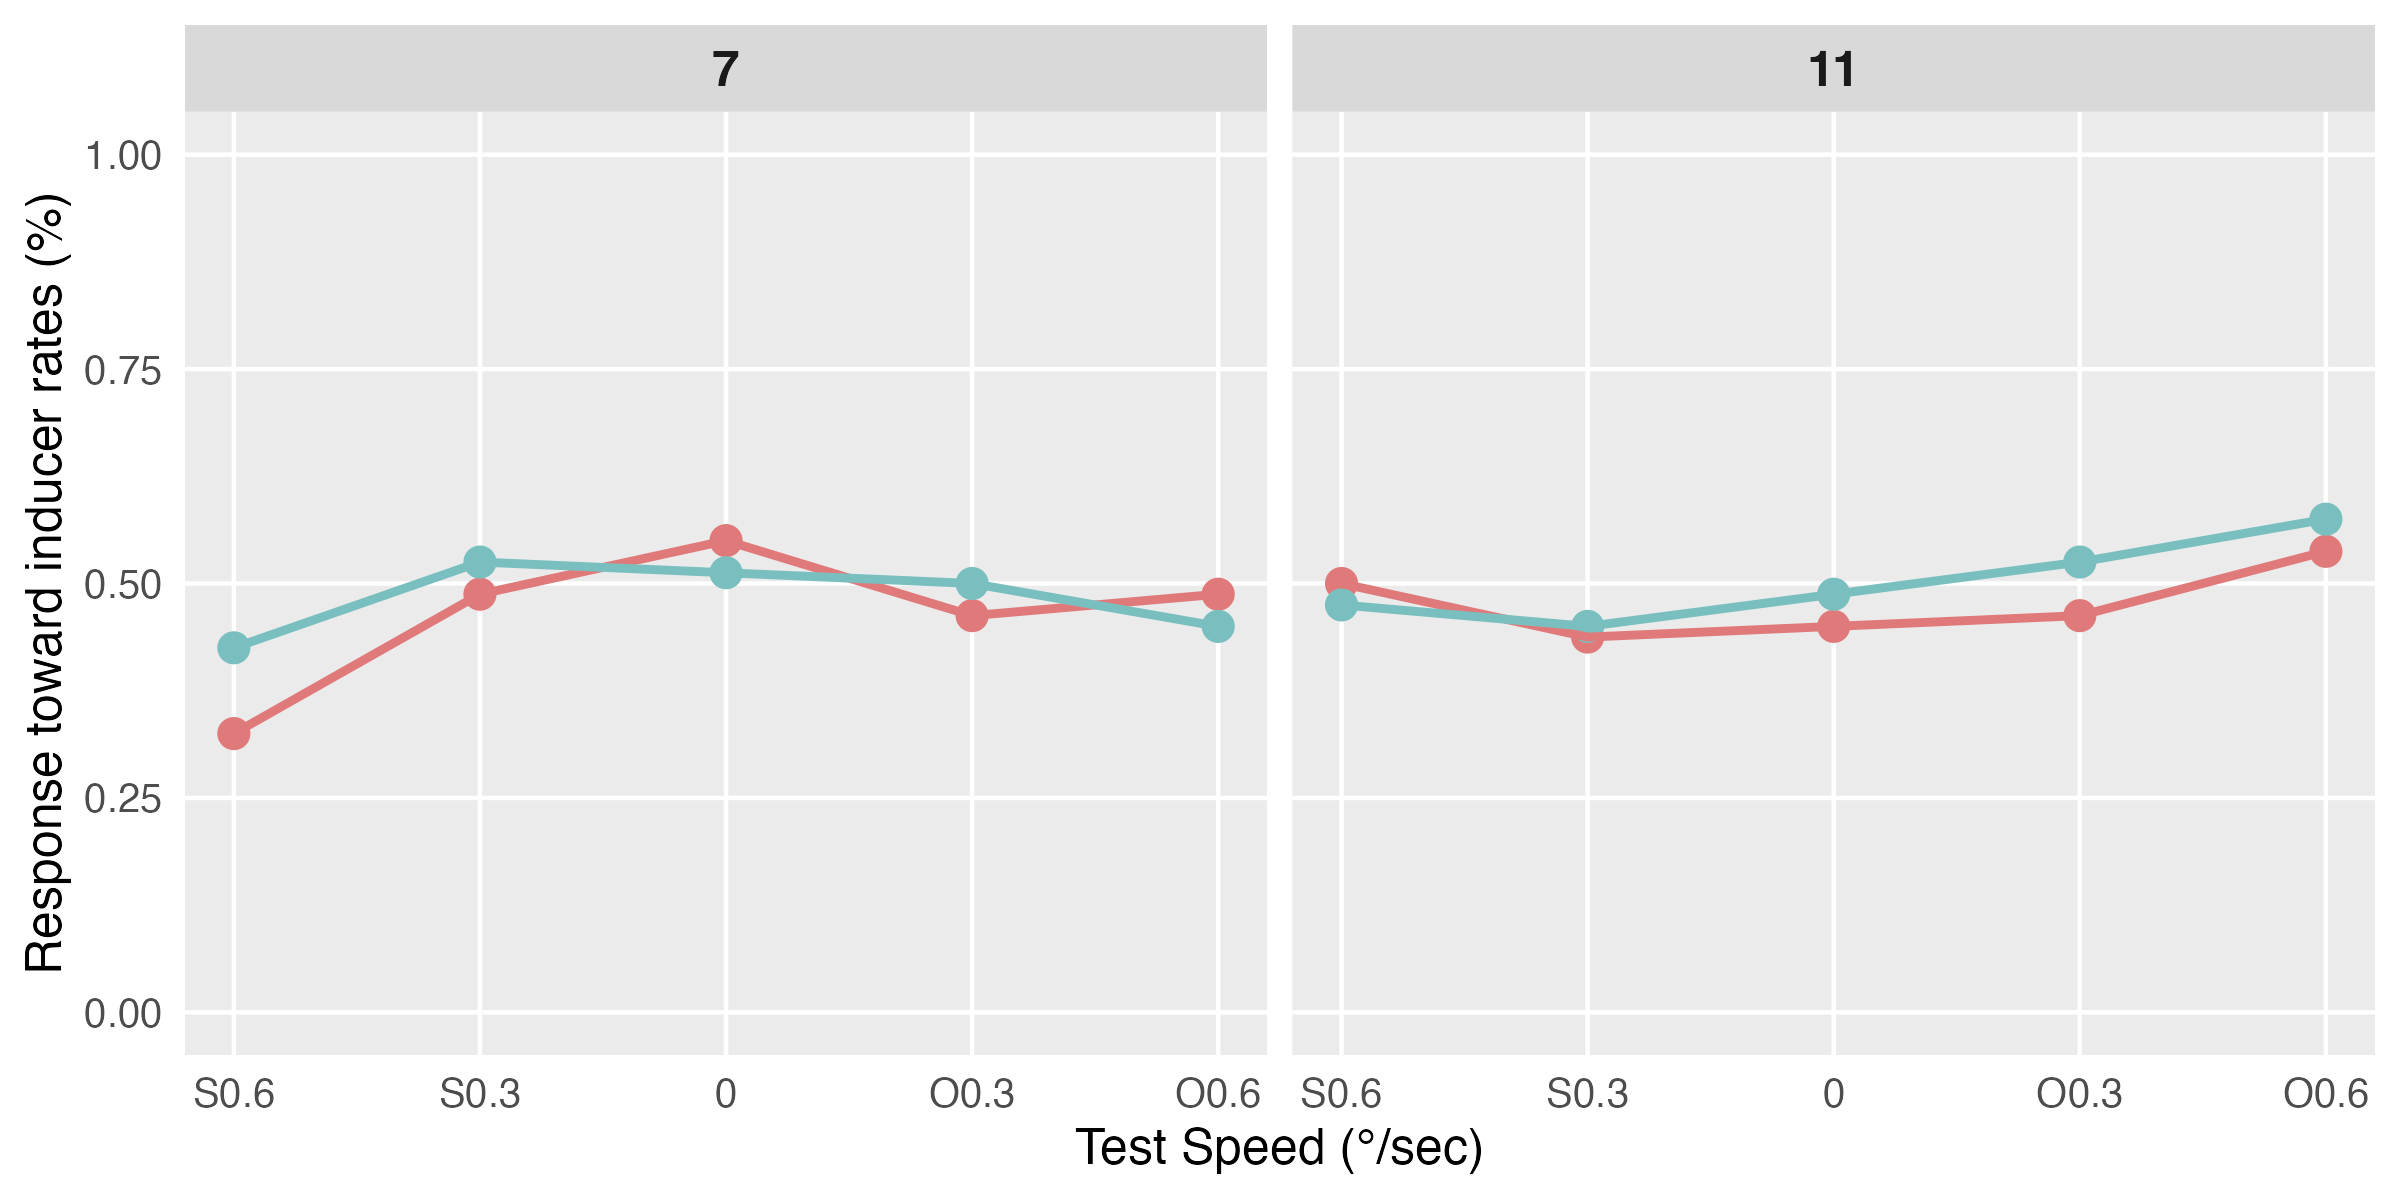 7
11
Response toward inducer rates (%)
1.00
0.75
0.50
0.25
0.00
S0.6 S0.3 0 O0.3 O0.6
S0.6 S0.3 0 O0.3 O0.6
Test Speed (°/sec)